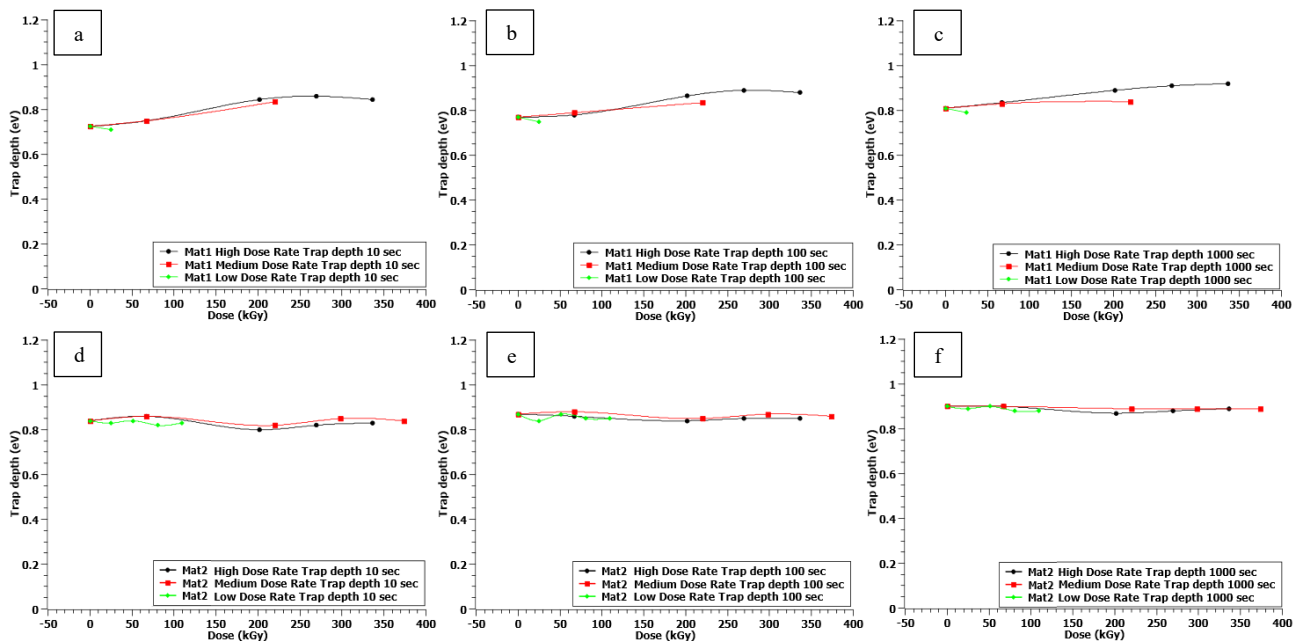 a
1.2
1
0.8
0.6
0.4
0.2
0
Trap depth (eV)
Mat1 High Dose Rate Trap depth 10 sec
Mat1 Medium Dose Rate Trap depth 10 sec
Mat1 Low Dose Rate Trap depth 10 sec
-50 0 50 100 150 200 250 300 350 400
Dose (kGy)
b
1.2
1
0.8
0.6
0.4
0.2
0
Trap depth (eV)
Mat1 High Dose Rate Trap depth 100 sec
Mat1 Medium Dose Rate Trap depth 100 sec
Mat1 Low Dose Rate Trap depth 100 sec
-50 0 50 100 150 200 250 300 350 400
Dose (kGy)
c
1.2
1
0.8
0.6
0.4
0.2
0
Trap depth (eV)
Mat1 High Dose Rate Trap depth 1000 sec
Mat1 Medium Dose Rate Trap depth 1000 sec
Mat1 Low Dose Rate Trap depth 1000 sec
-50 0 50 100 150 200 250 300 350 400
Dose (kGy)
d
1.2
1
0.8
0.6
0.4
0.2
0
Trap depth (eV)
Mat2 High Dose Rate Trap depth 10 sec
Mat2 Medium Dose Rate Trap depth 10 sec
Mat2 Low Dose Rate Trap depth 10 sec
-50 0 50 100 150 200 250 300 350 400
Dose (kGy)
e
1.2
1
0.8
0.6
0.4
0.2
0
Trap depth (eV)
Mat2 High Dose Rate Trap depth 100 sec
Mat2 Medium Dose Rate Trap depth 100 sec
Mat2 Low Dose Rate Trap depth 100 sec
-50 0 50 100 150 200 250 300 350 400
Dose (kGy)
f
1.2
1
0.8
0.6
0.4
0.2
0
Trap depth (eV)
Mat2 High Dose Rate Trap depth 1000 sec
Mat2 Medium Dose Rate Trap depth 1000 sec
Mat2 Low Dose Rate Trap depth 1000 sec
-50 0 50 100 150 200 250 300 350 400
Dose (kGy)